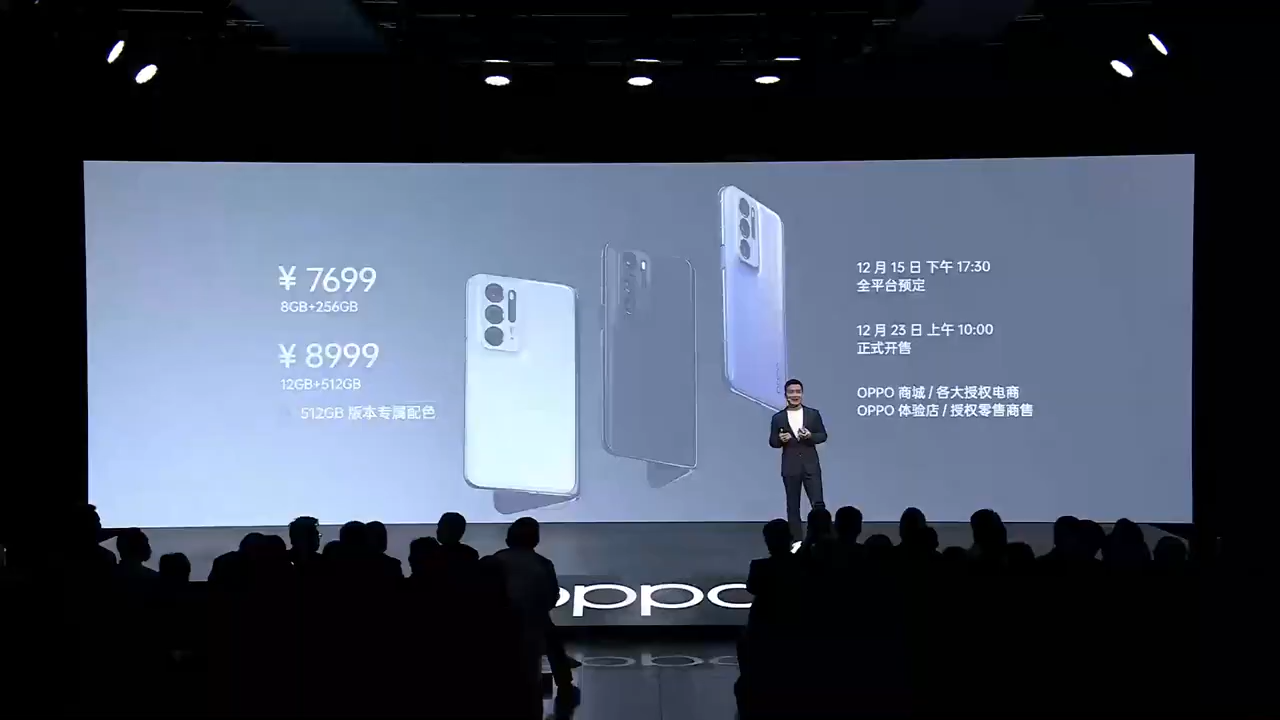 ¥ 7699
8GB+256GB
¥ 8999
12GB+512GB
512GB 版本专属配色
12 月 15 日 下午 17:30
全平台预定
12 月 23 日 上午 10:00
正式开售
OPPO 商城 / 各大授权电商
OPPO 体验店 / 授权零售商售
oppo
oppo